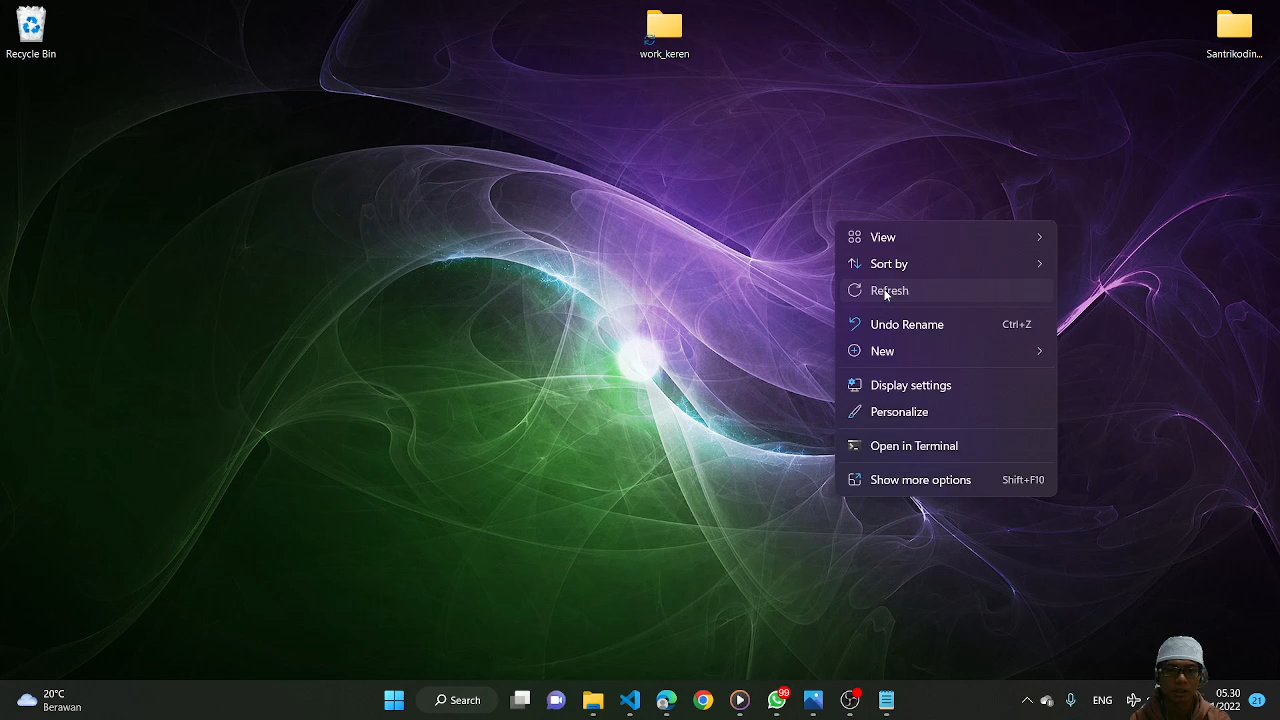 Recycle Bin
work_keren
Santrikodin...
View
Sort by
Refresh
Undo Rename Ctrl+Z
New
Display settings
Personalize
Open in Terminal
Show more options Shift+F10
20°C
Berawan
Search
99
ENG
05.30
/2022
21